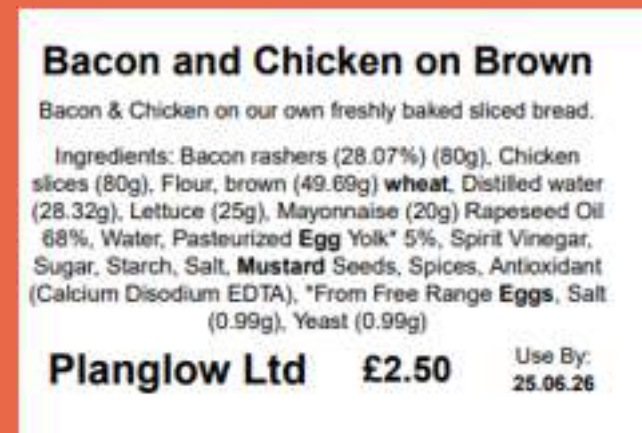 Bacon and Chicken on Brown
Bacon & Chicken on our own freshly baked sliced bread.
Ingredients: Bacon rashers (28.07%) (80g), Chicken
slices (80g), Flour, brown (49.69g) wheat, Distilled water
(28.32g), Lettuce (25g), Mayonnaise (20g) Rapeseed Oil
68%, Water, Pasteurized Egg Yolk* 5%, Spirit Vinegar,
Sugar, Starch, Salt, Mustard Seeds, Spices, Antioxidant
(Calcium Disodium EDTA), *From Free Range Eggs, Salt
(0.99g), Yeast (0.99g)
Planglow Ltd £2.50 Use By:
25.06.26